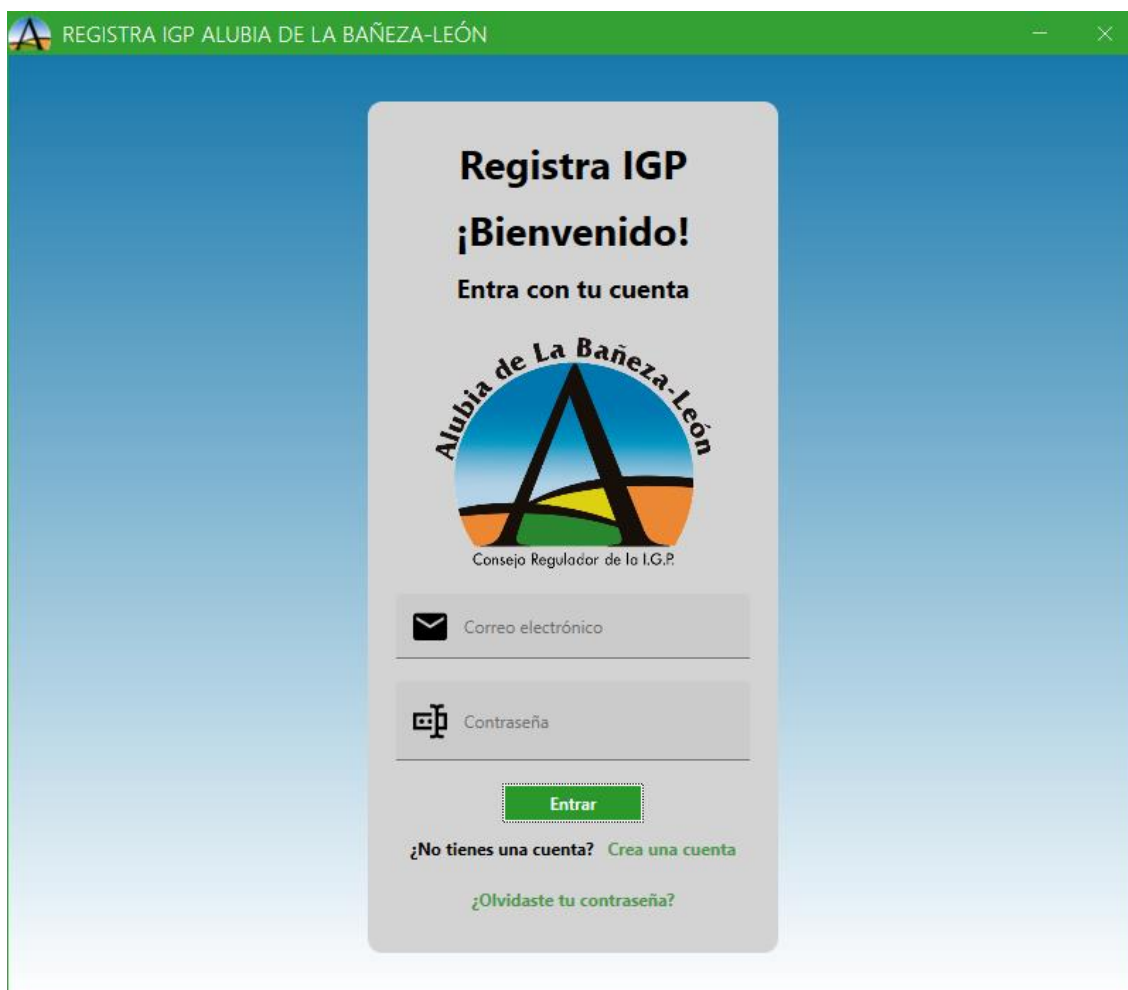 REGISTRA IGP ALUBIA DE LA BAÑEZA-LEÓN
Registra IGP
¡Bienvenido!
Entra con tu cuenta
Alubia de La Bañeza-León
Consejo Regulador de la I.G.P.
Correo electrónico
Contraseña
Entrar
¿No tienes una cuenta? Crea una cuenta
¿Olvidaste tu contraseña?